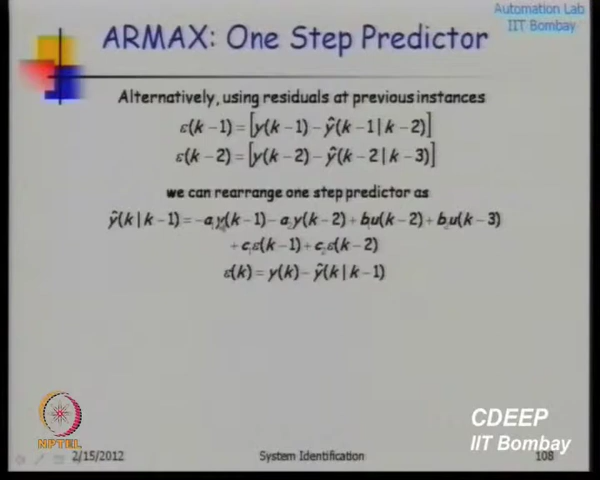 Automation Lab
IIT Bombay
ARMAX: One Step Predictor
Alternatively, using residuals at previous instances
ε(k − 1) = [y(k − 1) − ŷ(k − 1 | k − 2)]
ε(k − 2) = [y(k − 2) − ŷ(k − 2 | k − 3)]
we can rearrange one step predictor as
ŷ(k | k − 1) = −a₁y(k − 1) − a₂y(k − 2) + b₁u(k − 2) + b₂u(k − 3)
+ c₁ε(k − 1) + c₂ε(k − 2)
ε(k) = y(k) − ŷ(k | k − 1)
NPTEL
CDEEP
IIT Bombay
2/15/2012
System Identification
108